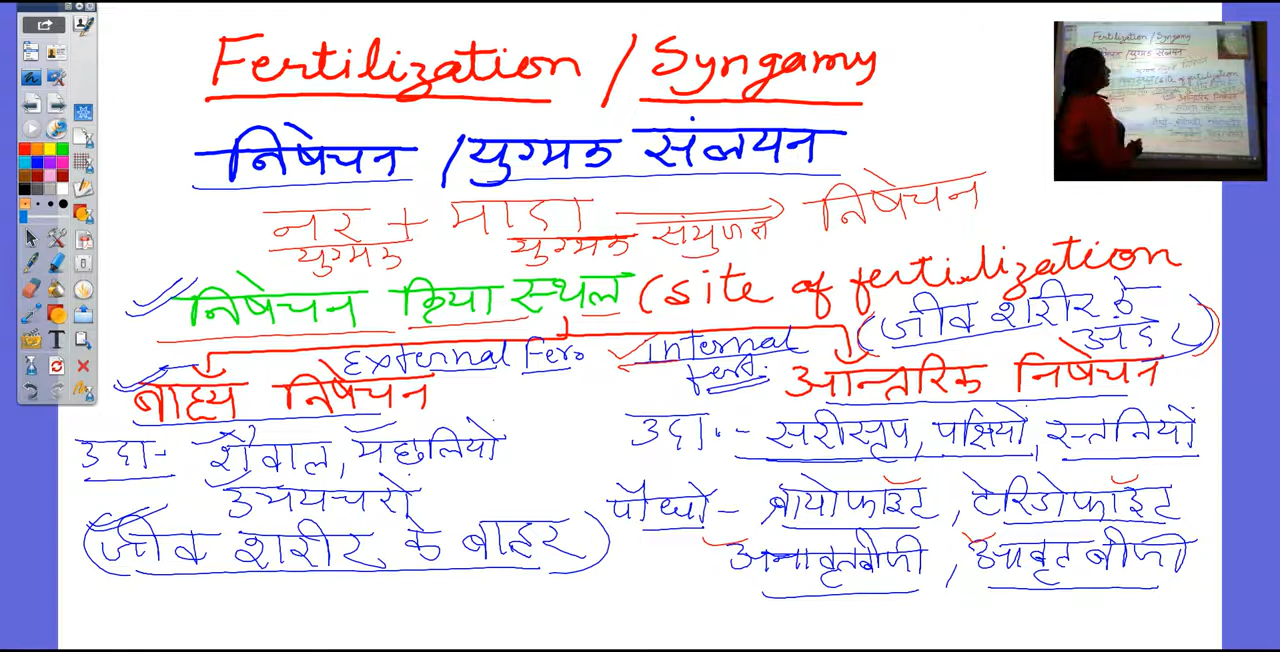 Fertilization / Syngamy
निषेचन / युग्मक संलयन
नर + मादा संयुजन निषेचन
युग्मक युग्मक
निषेचन क्रिया स्थल (site of fertilization
(जीव शरीर के
अंदर)
External Fer. Internal
fert.
बाह्य निषेचन आन्तरिक निषेचन
उदा- शैवाल, मछलियों
उभयचरों
(जीव शरीर के बाहर)
उदा.- सरीसृप, पक्षियों, स्तनियों
पौधो - ब्रायोफाइट, टेरिडोफाइट
अनावृतबीजी, आवृतबीजी